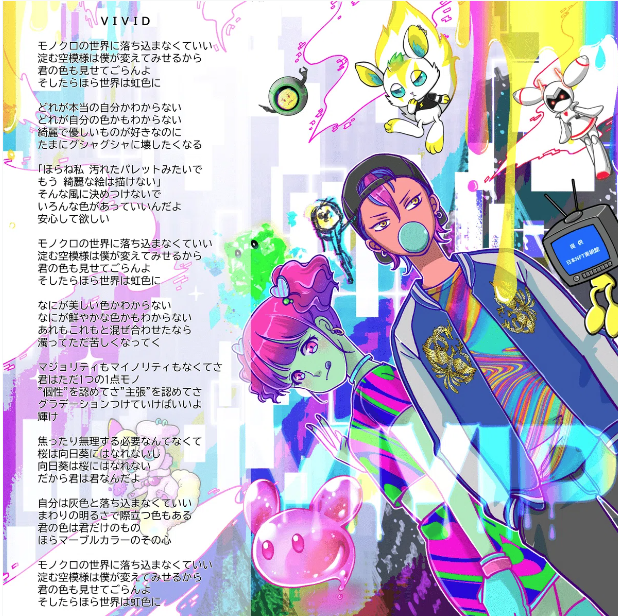 VIVID
モノクロの世界に落ち込まなくていい
淀む空模様は僕が変えてみせるから
君の色も見せてごらんよ
そしたらほら世界は虹色に
どれが本当の自分かわからない
どれが自分の色かもわからない
綺麗で優しいものが好きなのに
たまにグシャグシャに壊したくなる
「ほらね私 汚れたパレットみたいで
もう 綺麗な絵は描けない」
そんな風に決めつけないで
いろんな色があっていいんだよ
安心して欲しい
モノクロの世界に落ち込まなくていい
淀む空模様は僕が変えてみせるから
君の色も見せてごらんよ
そしたらほら世界は虹色に
なにが美しい色かわからない
なにが鮮やかな色かもわからない
あれもこれもと混ぜ合わせたなら
濁ってただ苦しくなってく
マジョリティもマイノリティもなくてさ
君はただ1つの1点モノ
"個性"を認めてさ"主張"を認めてさ
グラデーションつけていけばいいよ
輝け
焦ったり無理する必要なんてなくて
桜は向日葵にはなれないし
向日葵は桜にはなれない
だから君は君なんだよ
自分は灰色と落ち込まなくていい
まわりの明るさで際立つ色もある
君の色は君だけのもの
ほらマーブルカラーのその心
モノクロの世界に落ち込まなくていい
淀む空模様は僕が変えてみせるから
君の色も見せてごらんよ
そしたらほら世界は虹色に
VIVID